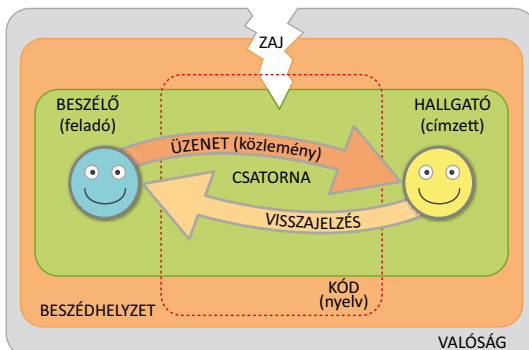 ZAJ
BESZÉLŐ
(feladó)
HALLGATÓ
(címzett)
ÜZENET (közlemény)
CSATORNA
VISSZAJELZÉS
KÓD
(nyelv)
BESZÉDHELYZET
VALÓSÁG